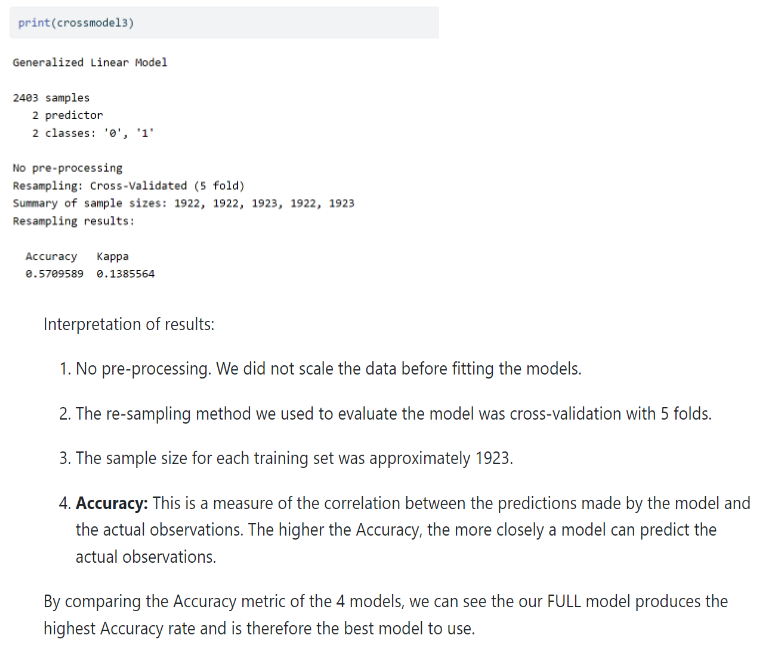 print(crossmodel3)
Generalized Linear Model
2403 samples
2 predictor
2 classes: '0', '1'
No pre-processing
Resampling: Cross-Validated (5 fold)
Summary of sample sizes: 1922, 1922, 1923, 1922, 1923
Resampling results:
Accuracy Kappa
0.5709589 0.1385564
Interpretation of results:
1. No pre-processing. We did not scale the data before fitting the models.
2. The re-sampling method we used to evaluate the model was cross-validation with 5 folds.
3. The sample size for each training set was approximately 1923.
4. Accuracy: This is a measure of the correlation between the predictions made by the model and
the actual observations. The higher the Accuracy, the more closely a model can predict the
actual observations.
By comparing the Accuracy metric of the 4 models, we can see the our FULL model produces the
highest Accuracy rate and is therefore the best model to use.